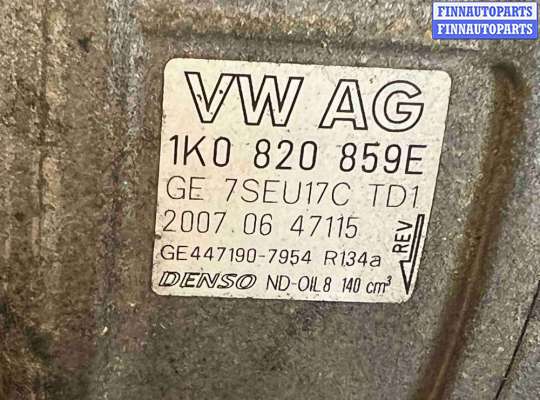 FINNAUTOPARTS
FINNAUTOPARTS
VW AG
1K0 820 859E
GE 7SEU17C TD1
2007 06 47115
GE447190-7954 R134a
REV
DENSO ND-OIL8 140 cm³